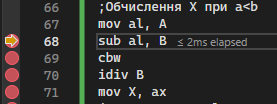 66
67 ;Обчислення X при a<b
mov al, A
68 sub al, B ≤ 2ms elapsed
69 cbw
70 idiv B
71 mov X, ax